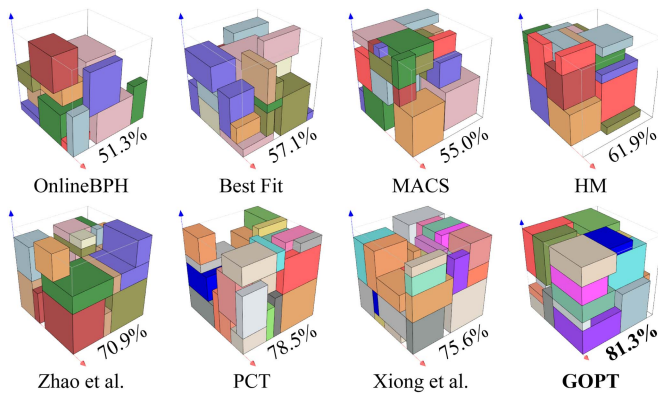 51.3% 57.1% 55.0% 61.9%
OnlineBPH Best Fit MACS HM
70.9% 78.5% 75.6% 81.3%
Zhao et al. PCT Xiong et al. GOPT